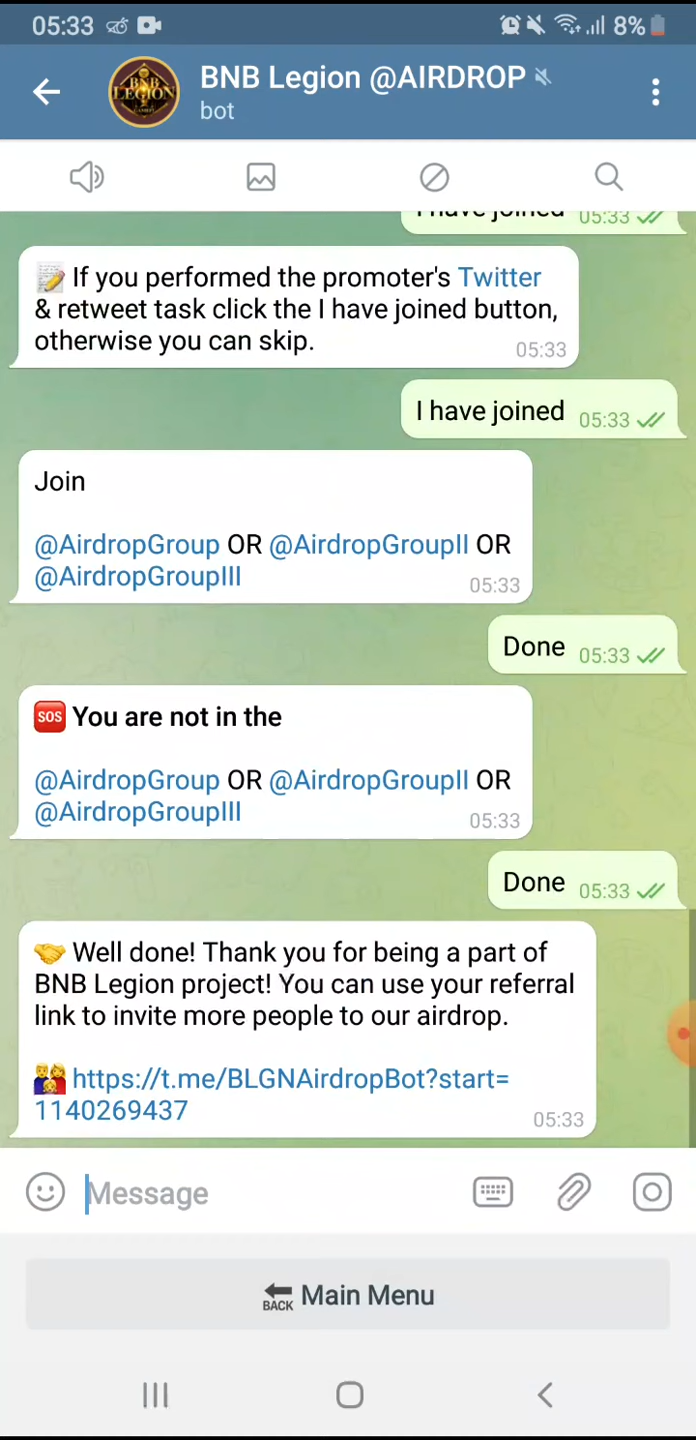 05:33
8%
BNB Legion @AIRDROP
bot
BNB
LEGION
I have joined 05:33
📝 If you performed the promoter's Twitter
& retweet task click the I have joined button,
otherwise you can skip.
05:33
I have joined 05:33
Join
@AirdropGroup OR @AirdropGroupII OR
@AirdropGroupIII
05:33
Done 05:33
🆘 You are not in the
@AirdropGroup OR @AirdropGroupII OR
@AirdropGroupIII
05:33
Done 05:33
🤝 Well done! Thank you for being a part of
BNB Legion project! You can use your referral
link to invite more people to our airdrop.
👨‍👩‍👦 https://t.me/BLGNAirdropBot?start=
1140269437
05:33
Message
BACK Main Menu